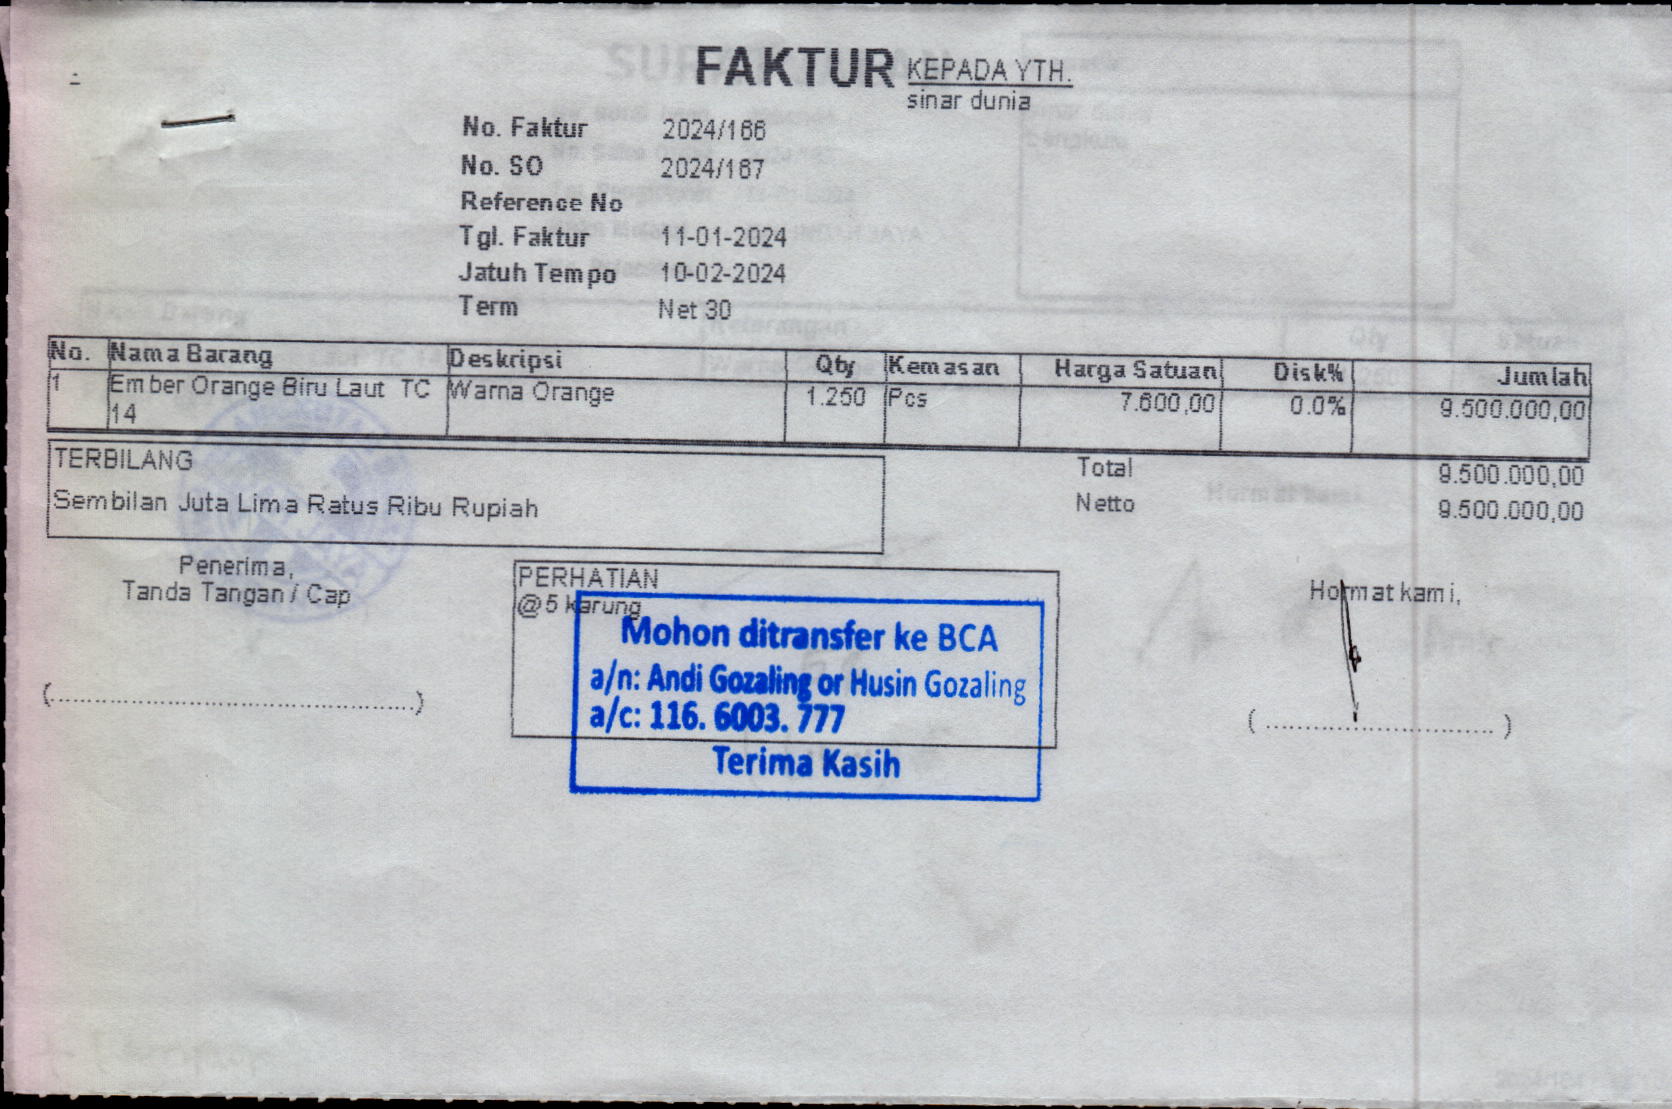 FAKTUR
KEPADA YTH.
sinar dunia
No. Faktur 2024/166
No. SO 2024/167
Reference No
Tgl. Faktur 11-01-2024
Jatuh Tempo 10-02-2024
Term Net 30
No. Nama Barang Deskripsi Qty Kemasan Harga Satuan Disk% Jumlah
1 Ember Orange Biru Laut TC Warna Orange 1.250 Pcs 7.600,00 0.0% 9.500.000,00
14
TERBILANG
Sembilan Juta Lima Ratus Ribu Rupiah
Total 9.500.000,00
Netto 9.500.000,00
Penerima,
Tanda Tangan / Cap
PERHATIAN
@5 karung
Hormat kami,
Mohon ditransfer ke BCA
a/n: Andi Gozaling or Husin Gozaling
a/c: 116. 6003. 777
Terima Kasih